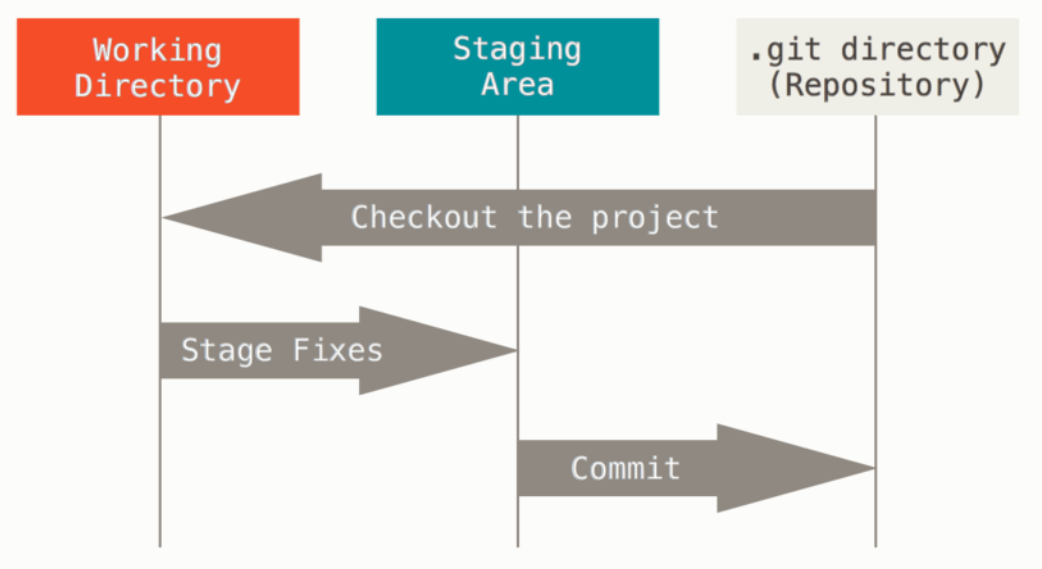 Working
Directory
Staging
Area
.git directory
(Repository)
Checkout the project
Stage Fixes
Commit